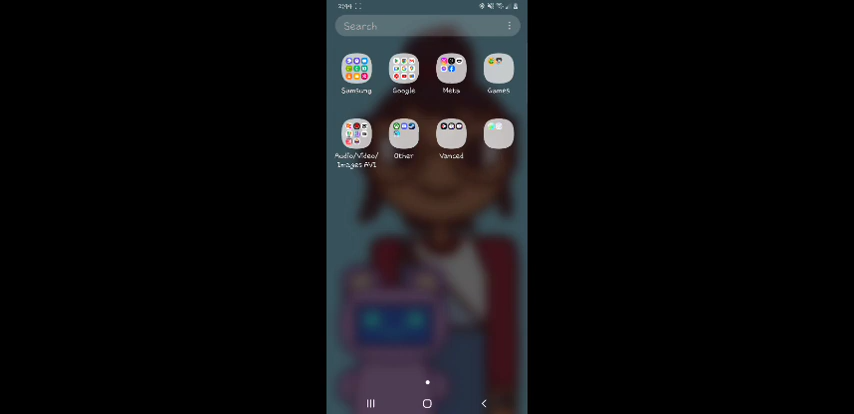 Search
Samsung
Google
Meta
Games
Audio/Video/
Images AVI
Other
Vanced